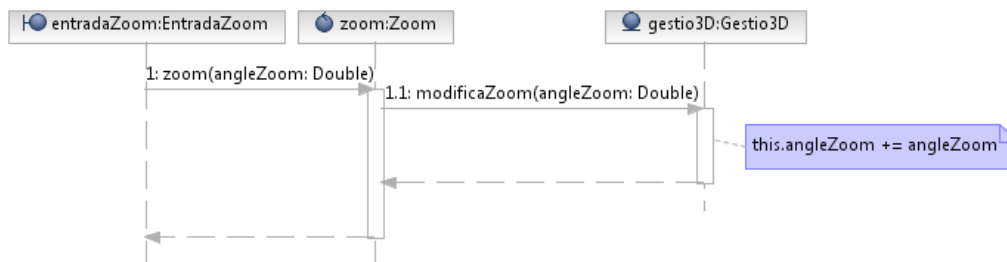 entradaZoom:EntradaZoom
zoom:Zoom
gestio3D:Gestio3D
1: zoom(angleZoom: Double)
1.1: modificaZoom(angleZoom: Double)
this.angleZoom += angleZoom